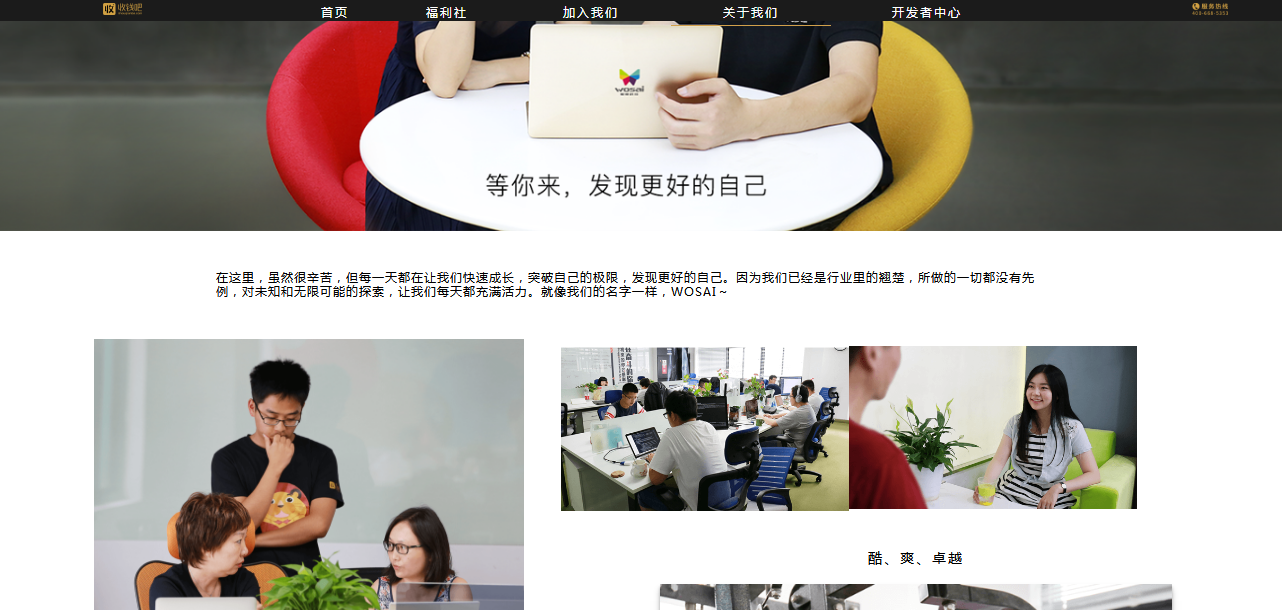 收钱吧
首页
福利社
加入我们
关于我们
开发者中心
服务热线
400-668-5353
wosai
等你来，发现更好的自己
在这里，虽然很辛苦，但每一天都在让我们快速成长，突破自己的极限，发现更好的自己。因为我们已经是行业里的翘楚，所做的一切都没有先
例，对未知和无限可能的探索，让我们每天都充满活力。就像我们的名字一样，WOSAI～
酷、爽、卓越